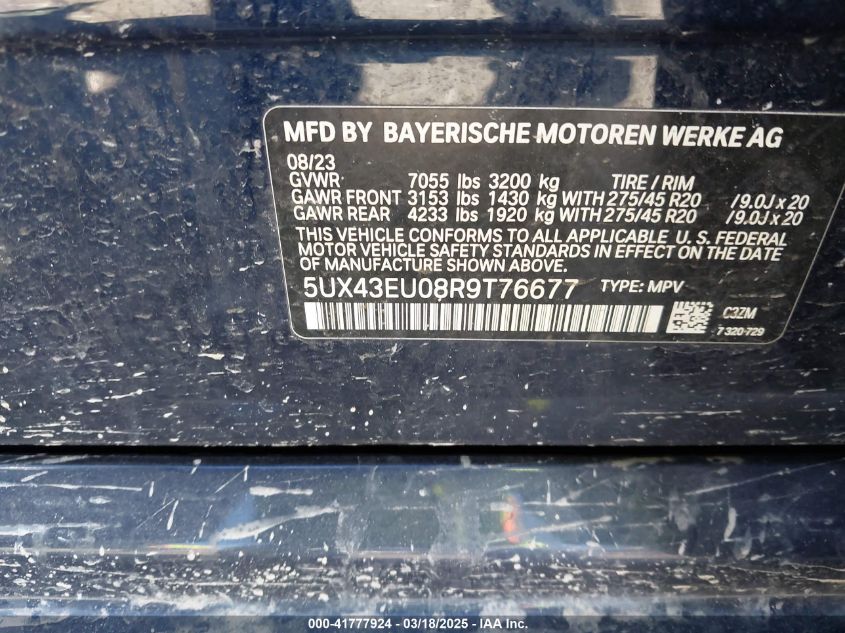 MFD BY BAYERISCHE MOTOREN WERKE AG
08/23
GVWR 7055 lbs 3200 kg TIRE / RIM
GAWR FRONT 3153 lbs 1430 kg WITH 275/45 R20 /9.0J x 20
GAWR REAR 4233 lbs 1920 kg WITH 275/45 R20 /9.0J x 20
THIS VEHICLE CONFORMS TO ALL APPLICABLE U.S. FEDERAL
MOTOR VEHICLE SAFETY STANDARDS IN EFFECT ON THE DATE
OF MANUFACTURE SHOWN ABOVE.
5UX43EU08R9T76677 TYPE: MPV
C3ZM
7 320 729
000-41777924 - 03/18/2025 - IAA Inc.